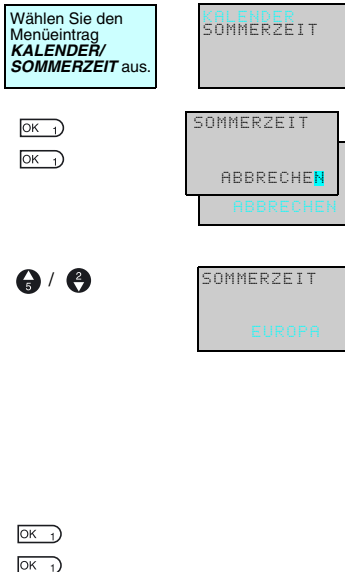 Wählen Sie den
Menüeintrag
KALENDER/
SOMMERZEIT aus.
KALENDER
SOMMERZEIT
OK 1
OK 1
SOMMERZEIT
ABBRECHEN
ABBRECHEN
5 / 2
SOMMERZEIT
EUROPA
OK 1
OK 1